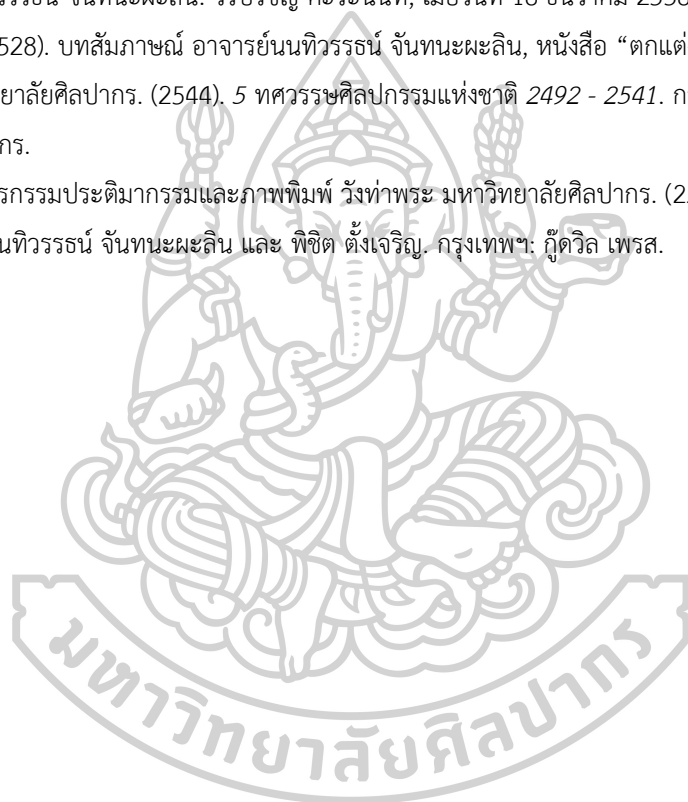 จันทนะผะลิน.
528). บทสัมภาษณ์ อาจารย์นนทิวรรธน์ จันทนะผะลิน, หนังสือ “ตกแต่
ยาลัยศิลปากร. (2544). 5 ทศวรรษศิลปกรรมแห่งชาติ 2492 - 2541. ก
กร.
รกรรมประติมากรรมและภาพพิมพ์ วังท่าพระ มหาวิทยาลัยศิลปากร. (2
นทิวรรธน์ จันทนะผะลิน และ พิชิต ตั้งเจริญ. กรุงเทพฯ: กู๊ดวิล เพรส.
มหาวิทยาลัยศิลปากร